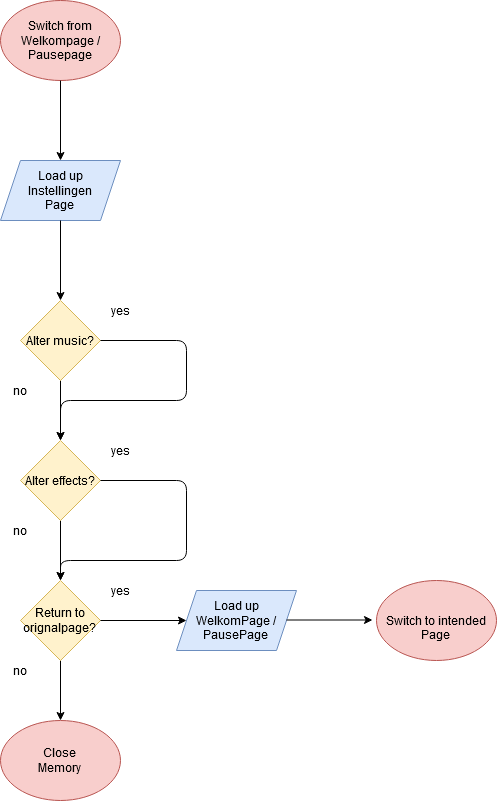 Switch from
Welkompage /
Pausepage
Load up
Instellingen
Page
yes
Alter music?
no
yes
Alter effects?
no
yes
Return to
orignalpage?
Load up
WelkomPage /
PausePage
Switch to intended
Page
no
Close
Memory